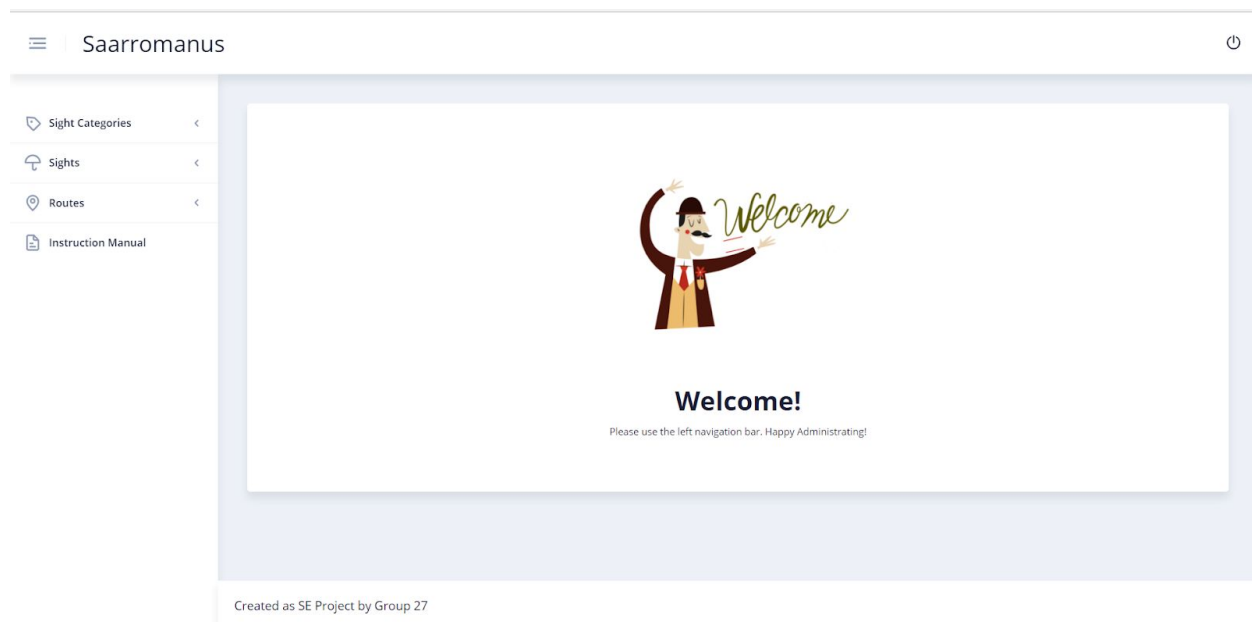 Saarromanus
Sight Categories
Sights
Routes
Instruction Manual
Welcome
Welcome!
Please use the left navigation bar. Happy Administrating!
Created as SE Project by Group 27